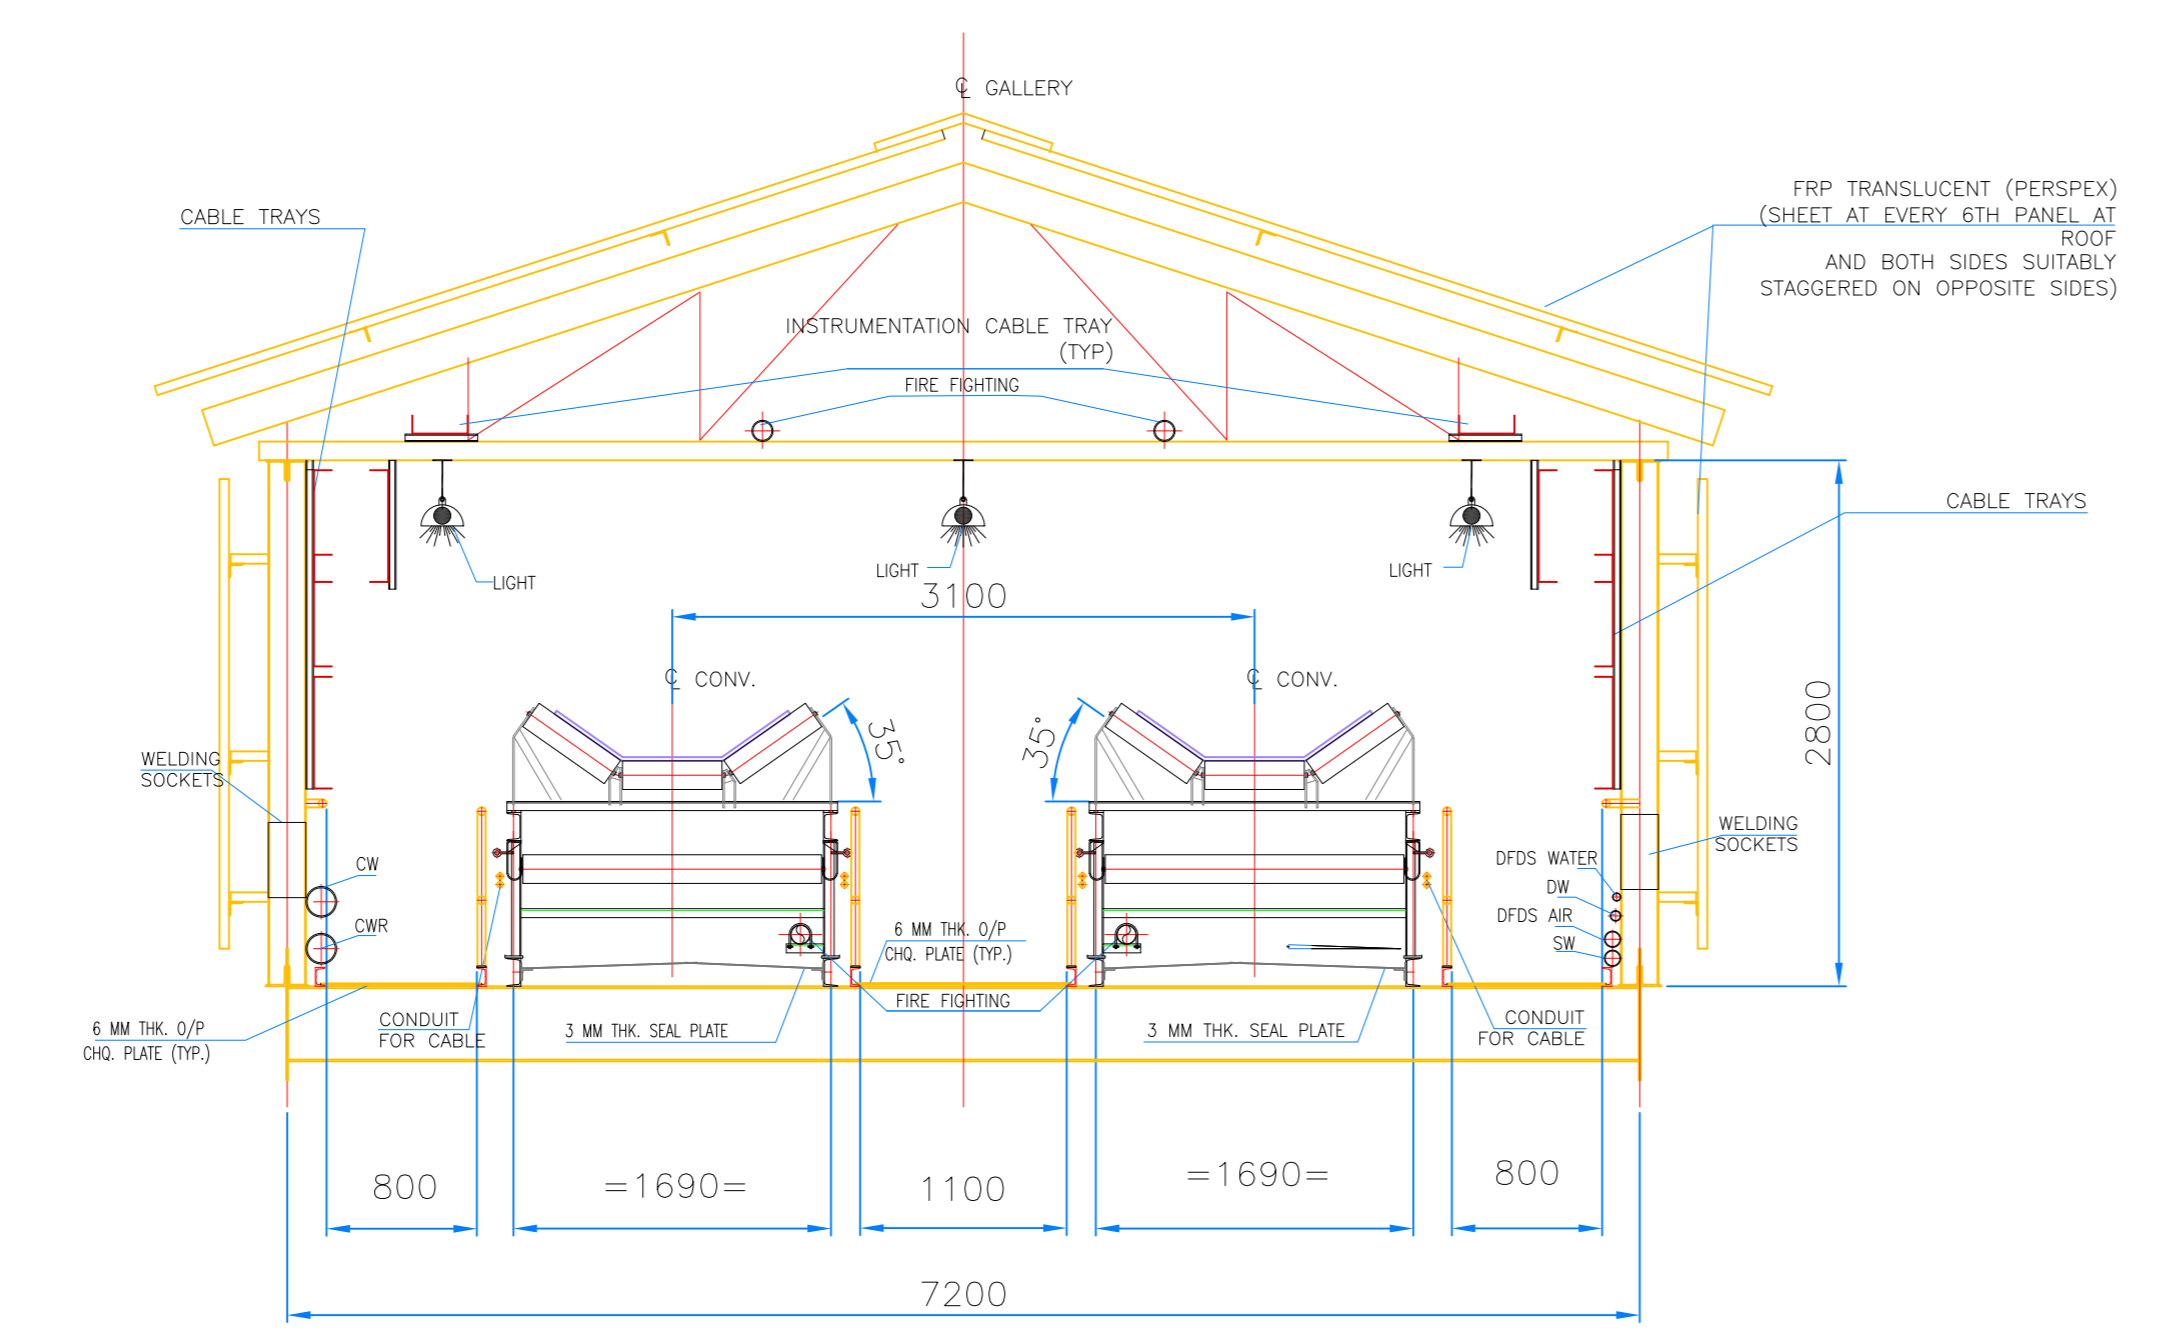 ℄ GALLERY
CABLE TRAYS
FRP TRANSLUCENT (PERSPEX)
(SHEET AT EVERY 6TH PANEL AT
ROOF
AND BOTH SIDES SUITABLY
STAGGERED ON OPPOSITE SIDES)
INSTRUMENTATION CABLE TRAY
(TYP)
FIRE FIGHTING
CABLE TRAYS
LIGHT
LIGHT
LIGHT
3100
℄ CONV.
℄ CONV.
35°
35°
2800
WELDING
SOCKETS
WELDING
SOCKETS
CW
CWR
DFDS WATER
DW
DFDS AIR
SW
6 MM THK. O/P
CHQ. PLATE (TYP.)
FIRE FIGHTING
6 MM THK. O/P
CHQ. PLATE (TYP.)
CONDUIT
FOR CABLE
3 MM THK. SEAL PLATE
3 MM THK. SEAL PLATE
CONDUIT
FOR CABLE
800
=1690=
1100
=1690=
800
7200